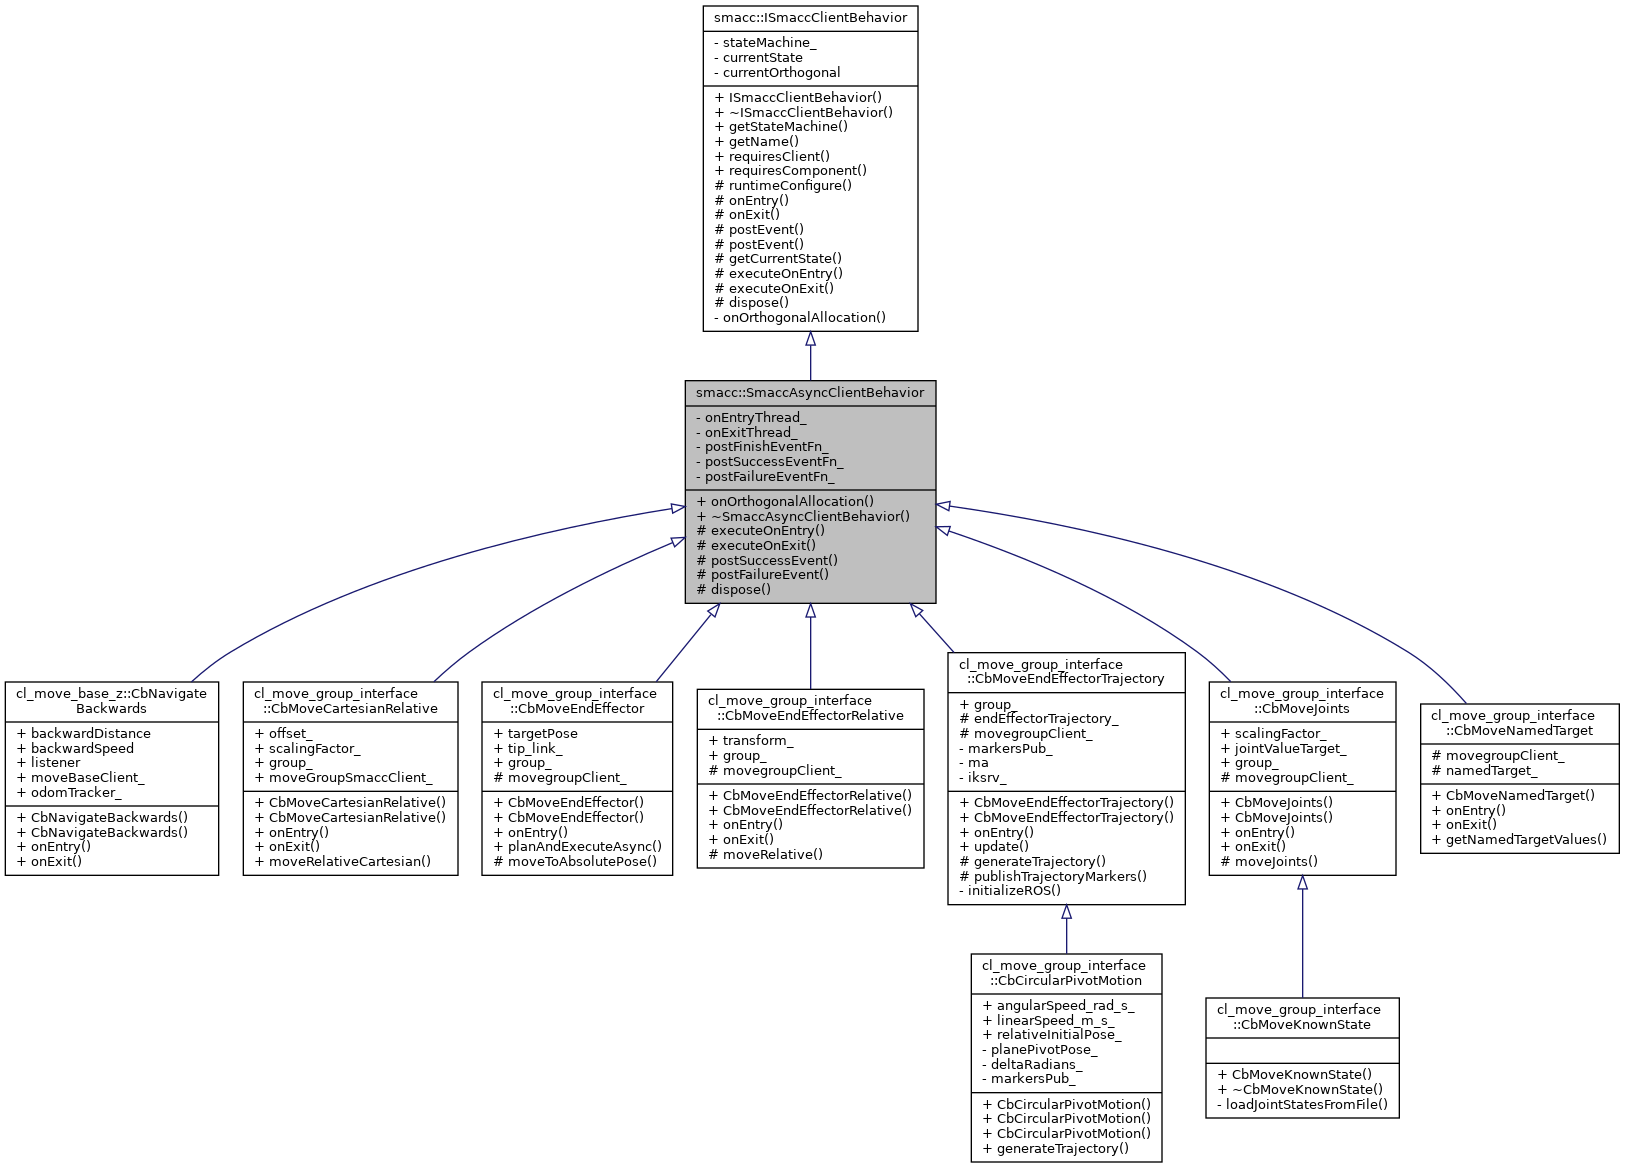 smacc::ISmaccClientBehavior
- stateMachine_
- currentState
- currentOrthogonal
+ ISmaccClientBehavior()
+ ~ISmaccClientBehavior()
+ getStateMachine()
+ getName()
+ requiresClient()
+ requiresComponent()
# runtimeConfigure()
# onEntry()
# onExit()
# postEvent()
# postEvent()
# getCurrentState()
# executeOnEntry()
# executeOnExit()
# dispose()
- onOrthogonalAllocation()
smacc::SmaccAsyncClientBehavior
- onEntryThread_
- onExitThread_
- postFinishEventFn_
- postSuccessEventFn_
- postFailureEventFn_
+ onOrthogonalAllocation()
+ ~SmaccAsyncClientBehavior()
# executeOnEntry()
# executeOnExit()
# postSuccessEvent()
# postFailureEvent()
# dispose()
cl_move_base_z::CbNavigate
Backwards
+ backwardDistance
+ backwardSpeed
+ listener
+ moveBaseClient_
+ odomTracker_
+ CbNavigateBackwards()
+ CbNavigateBackwards()
+ onEntry()
+ onExit()
cl_move_group_interface
::CbMoveCartesianRelative
+ offset_
+ scalingFactor_
+ group_
+ moveGroupSmaccClient_
+ CbMoveCartesianRelative()
+ CbMoveCartesianRelative()
+ onEntry()
+ onExit()
+ moveRelativeCartesian()
cl_move_group_interface
::CbMoveEndEffector
+ targetPose
+ tip_link_
+ group_
# movegroupClient_
+ CbMoveEndEffector()
+ CbMoveEndEffector()
+ onEntry()
+ planAndExecuteAsync()
# moveToAbsolutePose()
cl_move_group_interface
::CbMoveEndEffectorRelative
+ transform_
+ group_
# movegroupClient_
+ CbMoveEndEffectorRelative()
+ CbMoveEndEffectorRelative()
+ onEntry()
+ onExit()
# moveRelative()
cl_move_group_interface
::CbMoveEndEffectorTrajectory
+ group_
# endEffectorTrajectory_
# movegroupClient_
- markersPub_
- ma
- iksrv_
+ CbMoveEndEffectorTrajectory()
+ CbMoveEndEffectorTrajectory()
+ onEntry()
+ update()
# generateTrajectory()
# publishTrajectoryMarkers()
- initializeROS()
cl_move_group_interface
::CbMoveJoints
+ scalingFactor_
+ jointValueTarget_
+ group_
# movegroupClient_
+ CbMoveJoints()
+ CbMoveJoints()
+ onEntry()
+ onExit()
# moveJoints()
cl_move_group_interface
::CbMoveNamedTarget
# movegroupClient_
# namedTarget_
+ CbMoveNamedTarget()
+ onEntry()
+ onExit()
+ getNamedTargetValues()
cl_move_group_interface
::CbCircularPivotMotion
+ angularSpeed_rad_s_
+ linearSpeed_m_s_
+ relativeInitialPose_
- planePivotPose_
- deltaRadians_
- markersPub_
+ CbCircularPivotMotion()
+ CbCircularPivotMotion()
+ CbCircularPivotMotion()
+ generateTrajectory()
cl_move_group_interface
::CbMoveKnownState
+ CbMoveKnownState()
+ ~CbMoveKnownState()
- loadJointStatesFromFile()